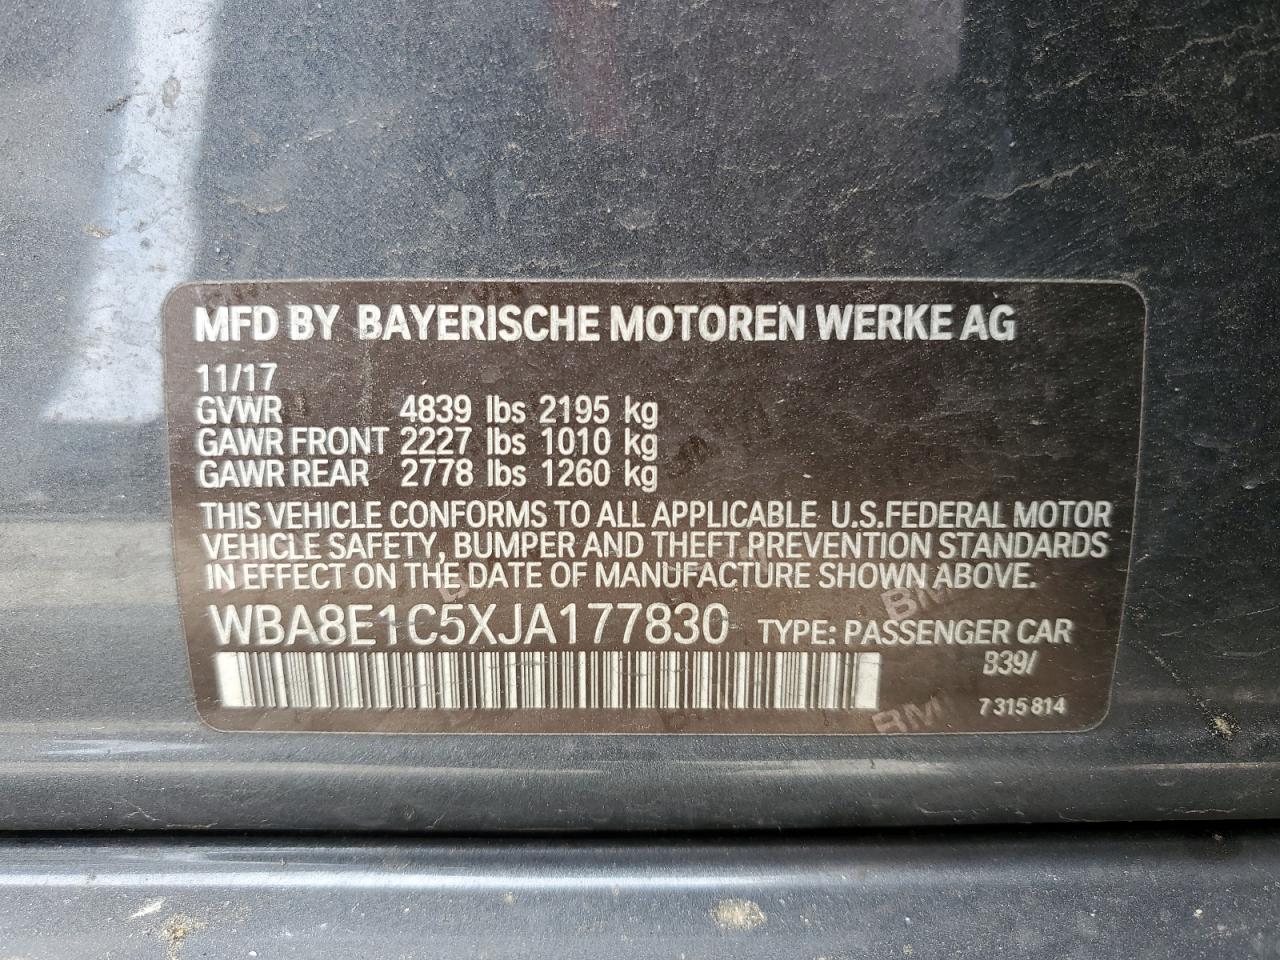 MFD BY BAYERISCHE MOTOREN WERKE AG
11/17
GVWR 4839 lbs 2195 kg
GAWR FRONT 2227 lbs 1010 kg
GAWR REAR 2778 lbs 1260 kg
THIS VEHICLE CONFORMS TO ALL APPLICABLE U.S.FEDERAL MOTOR
VEHICLE SAFETY, BUMPER AND THEFT PREVENTION STANDARDS
IN EFFECT ON THE DATE OF MANUFACTURE SHOWN ABOVE.
WBA8E1C5XJA177830 TYPE: PASSENGER CAR
B39/
7 315 814